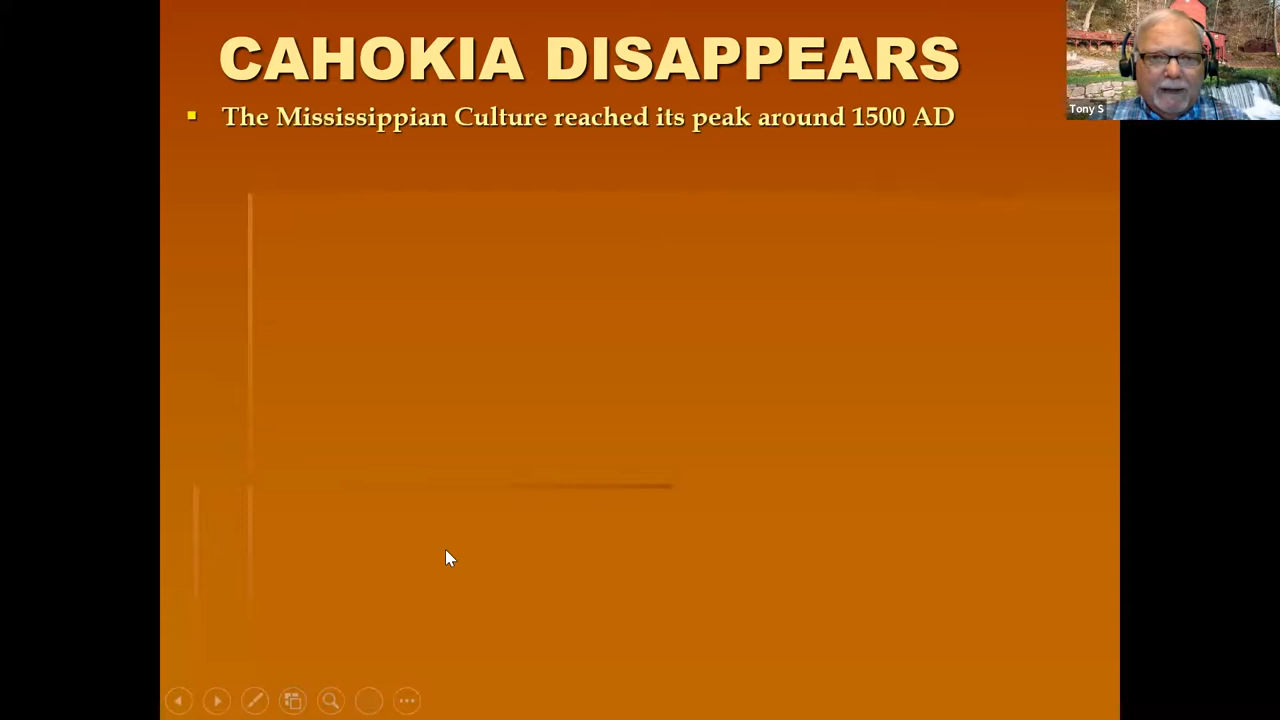 CAHOKIA DISAPPEARS
The Mississippian Culture reached its peak around 1500 AD
Tony S